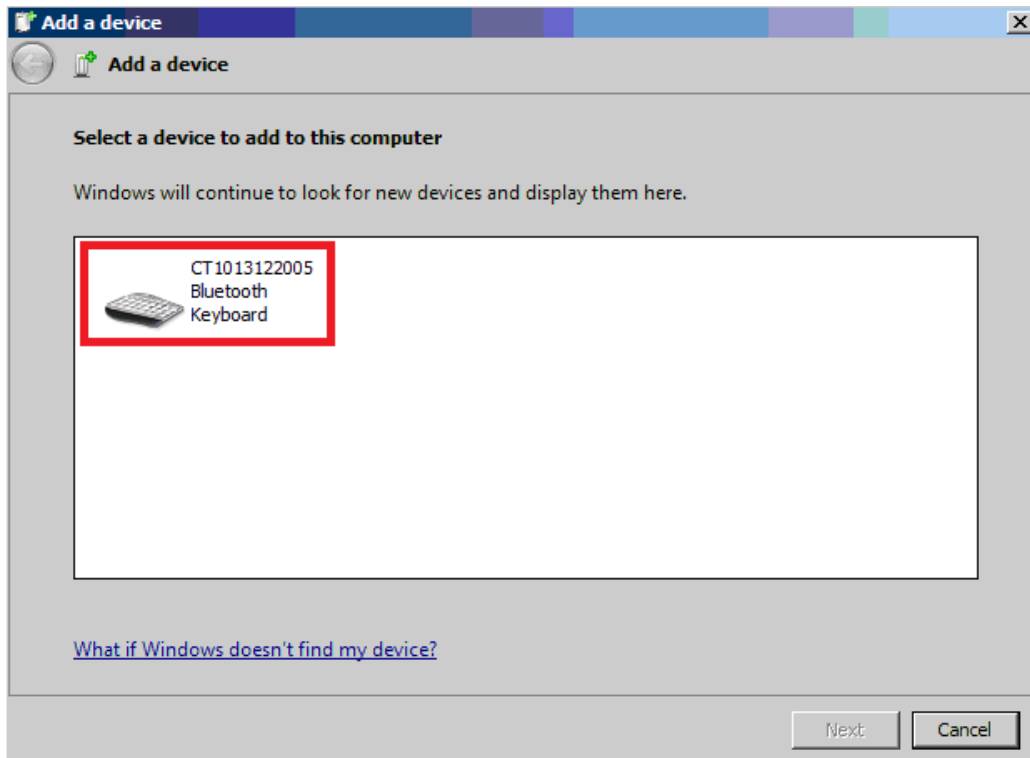 Add a device
Add a device
Select a device to add to this computer
Windows will continue to look for new devices and display them here.
CT1013122005
Bluetooth
Keyboard
What if Windows doesn't find my device?
Next
Cancel